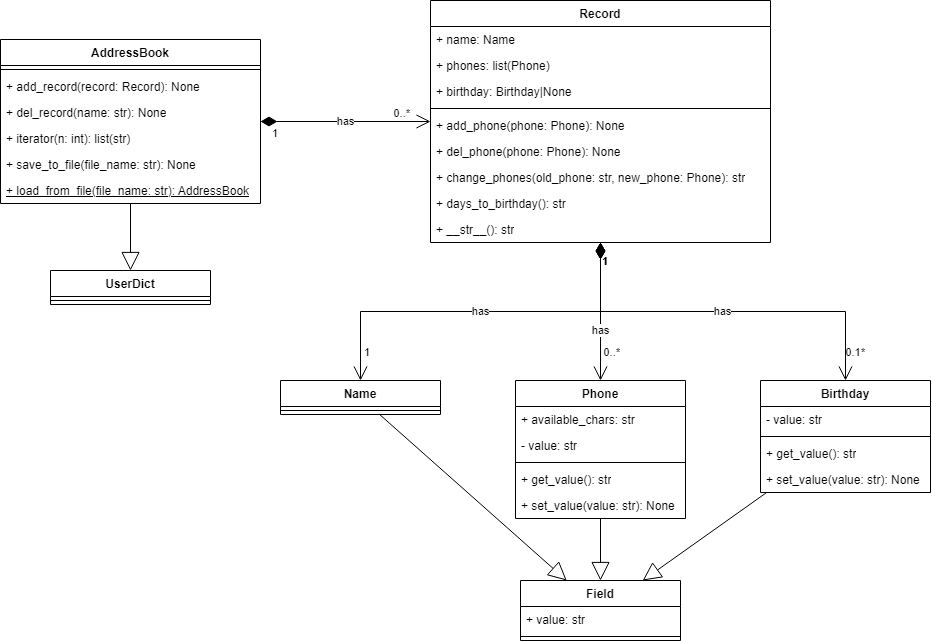 Record
+ name: Name
+ phones: list(Phone)
+ birthday: Birthday|None
+ add_phone(phone: Phone): None
+ del_phone(phone: Phone): None
+ change_phones(old_phone: str, new_phone: Phone): str
+ days_to_birthday(): str
+ __str__(): str
AddressBook
+ add_record(record: Record): None
+ del_record(name: str): None
+ iterator(n: int): list(str)
+ save_to_file(file_name: str): None
+ load_from_file(file_name: str): AddressBook
1
has
0..*
UserDict
1
has
has
has
1
0..*
0.1*
Name
Phone
+ available_chars: str
- value: str
+ get_value(): str
+ set_value(value: str): None
Birthday
- value: str
+ get_value(): str
+ set_value(value: str): None
Field
+ value: str